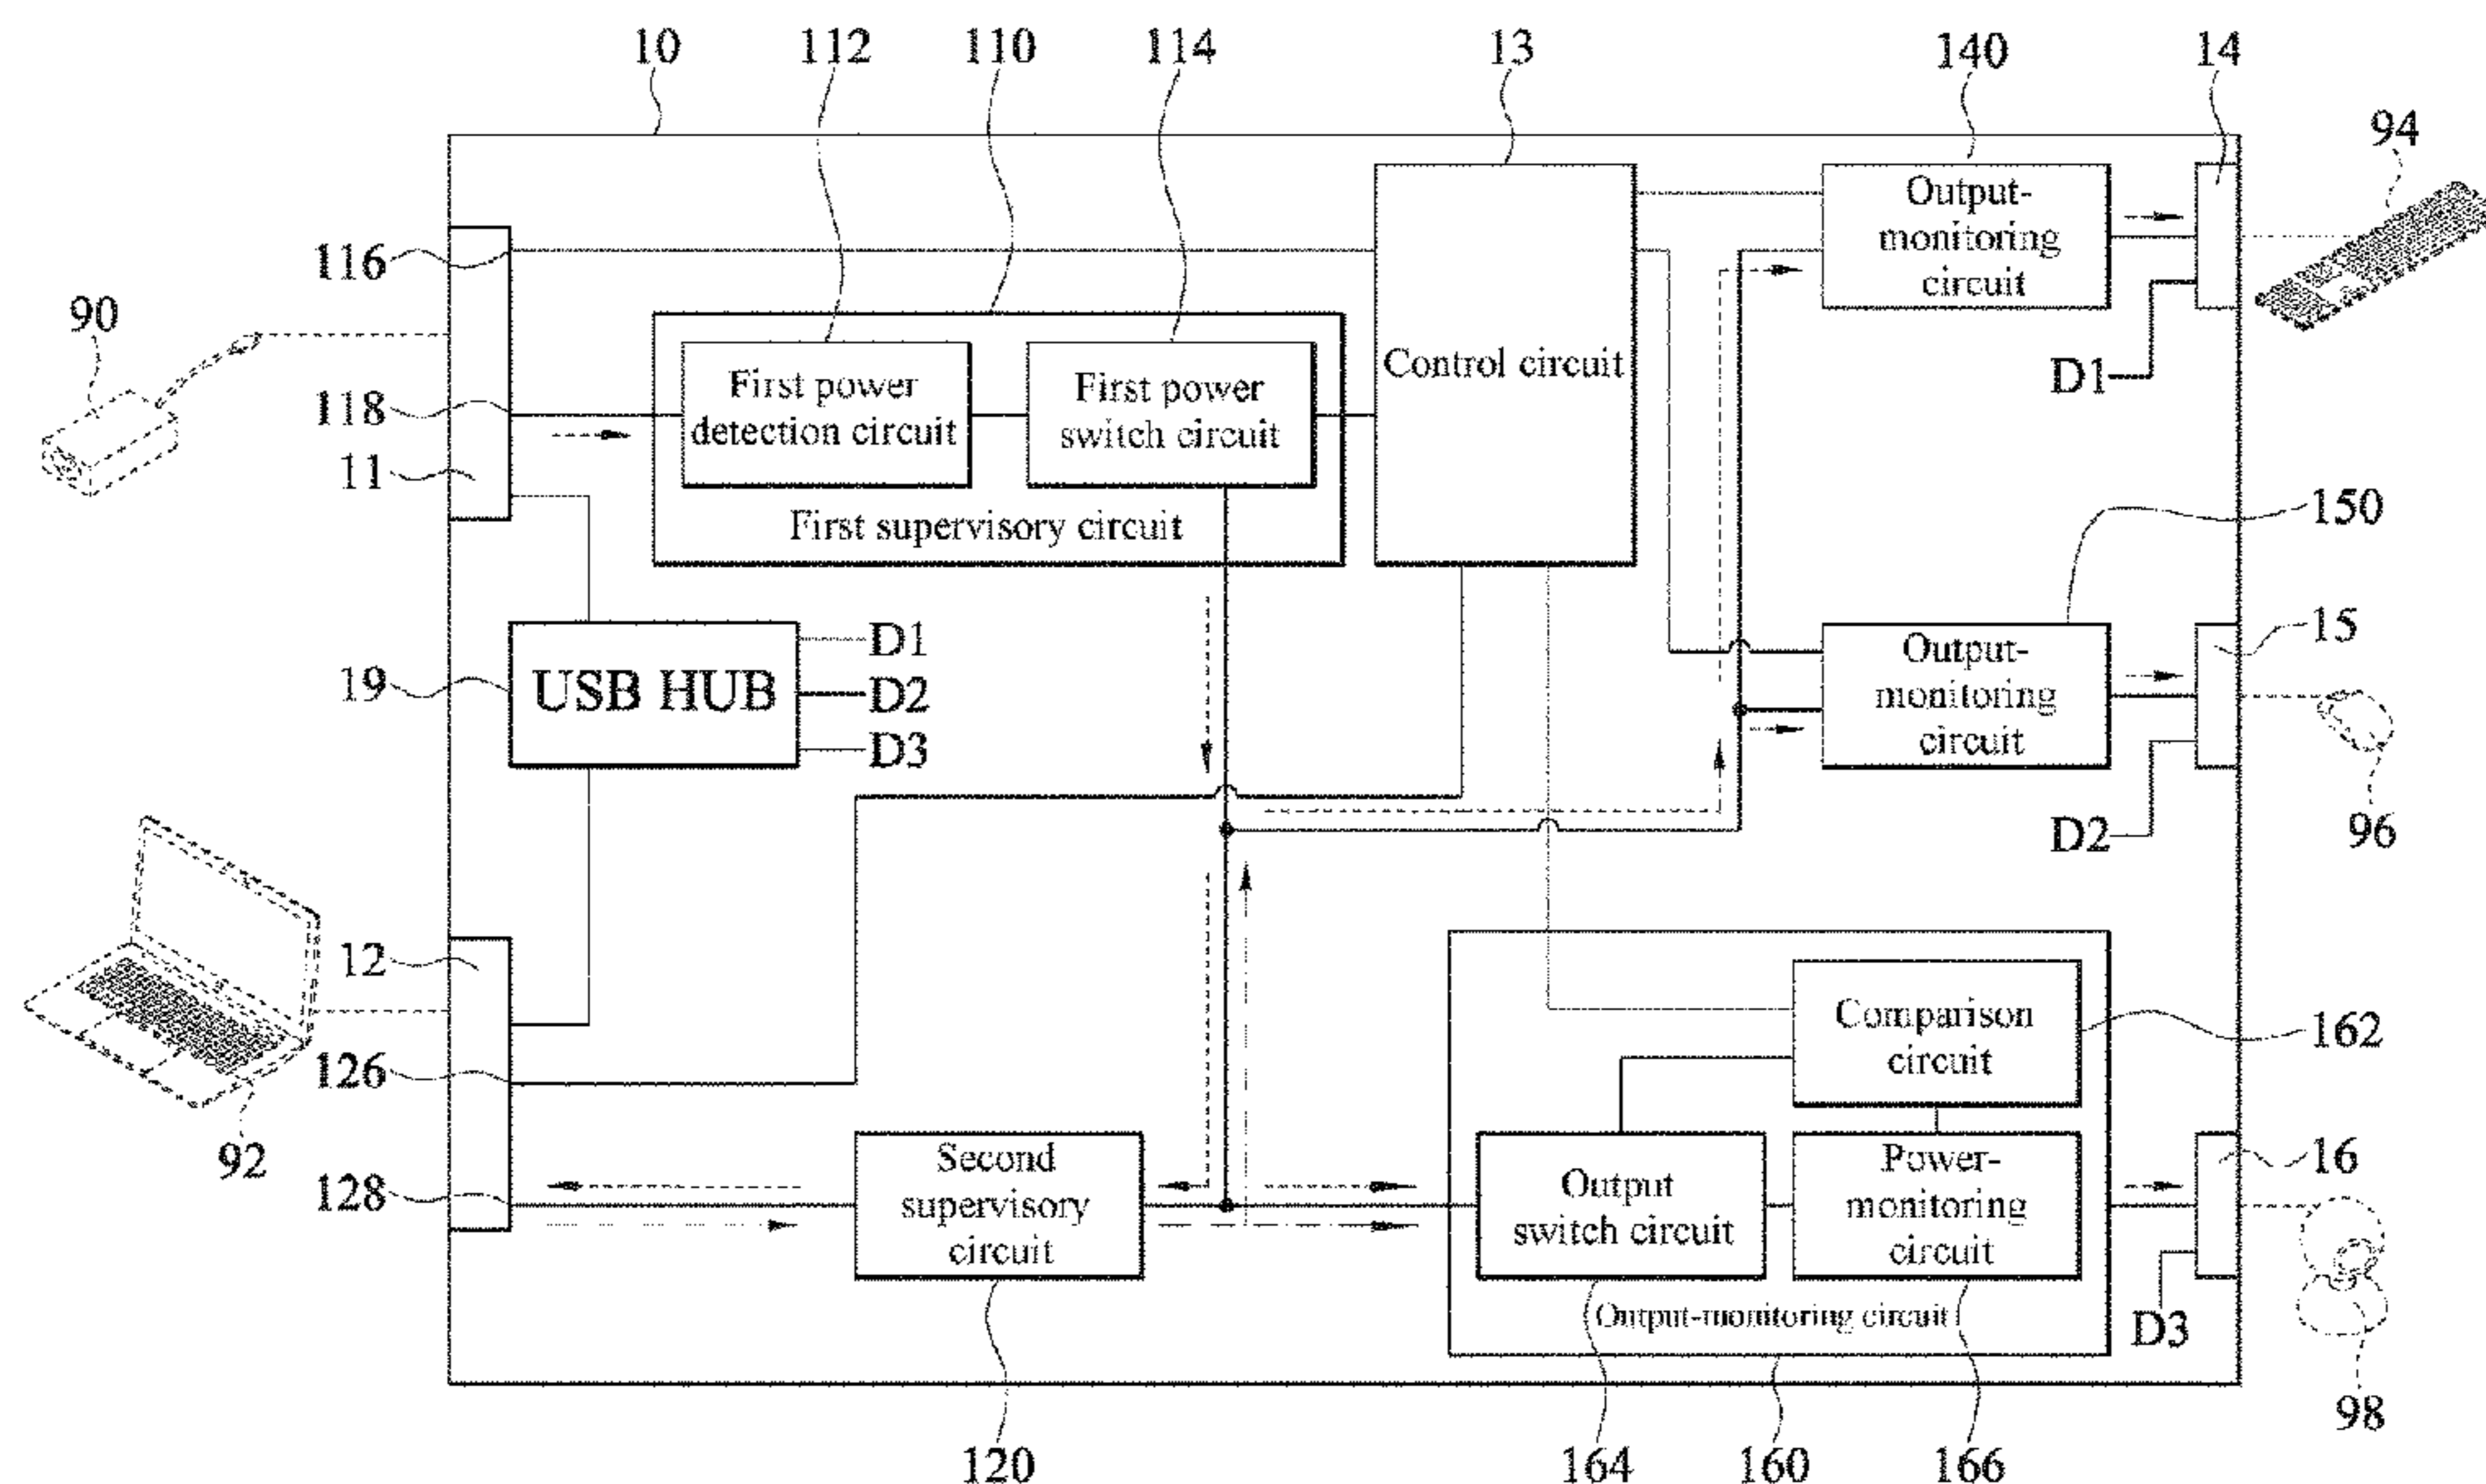 10
112
110
114
13
140
14
94
116
90
118
11
First power
detection circuit
First power
switch circuit
First supervisory circuit
Control circuit
Output-
monitoring
circuit
D1
150
15
19
USB HUB
D1
D2
D3
Output-
monitoring
circuit
D2
96
12
126
92
128
Second
supervisory
circuit
Comparison
circuit
162
Output
switch circuit
Power-
monitoring
circuit
Output-monitoring circuit
16
D3
98
120
164
160
166